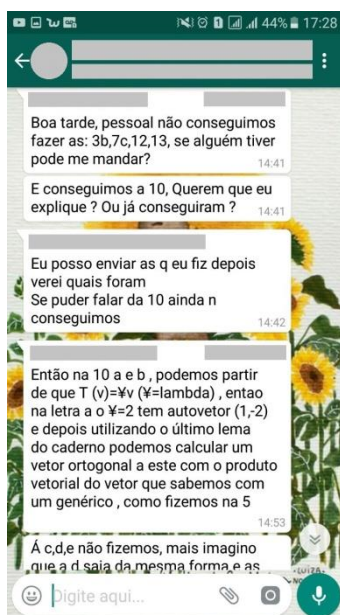 44% 17:28
Boa tarde, pessoal não conseguimos
fazer as: 3b,7c,12,13, se alguém tiver
pode me mandar?
14:41
E conseguimos a 10, Querem que eu
explique ? Ou já conseguiram ?
14:41
Eu posso enviar as q eu fiz depois
verei quais foram
Se puder falar da 10 ainda n
conseguimos
14:42
Então na 10 a e b , podemos partir
de que T (v)=¥v (¥=lambda) , entao
na letra a o ¥=2 tem autovetor (1,-2)
e depois utilizando o último lema
do caderno podemos calcular um
vetor ortogonal a este com o produto
vetorial do vetor que sabemos com
um genérico , como fizemos na 5
14:53
Á c,d,e não fizemos, mais imagino
que a d saia da mesma forma,e as
Digite aqui...